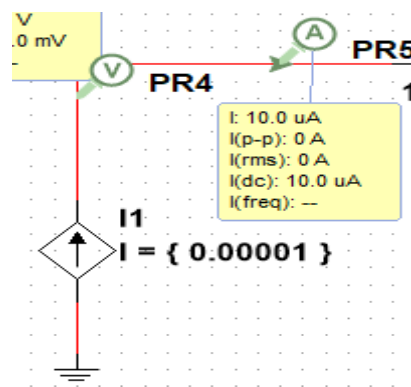 V
.0 mV
--
V
PR4
A
PR5
1
I: 10.0 uA
I(p-p): 0 A
I(rms): 0 A
I(dc): 10.0 uA
I(freq): --
I1
I = { 0.00001 }